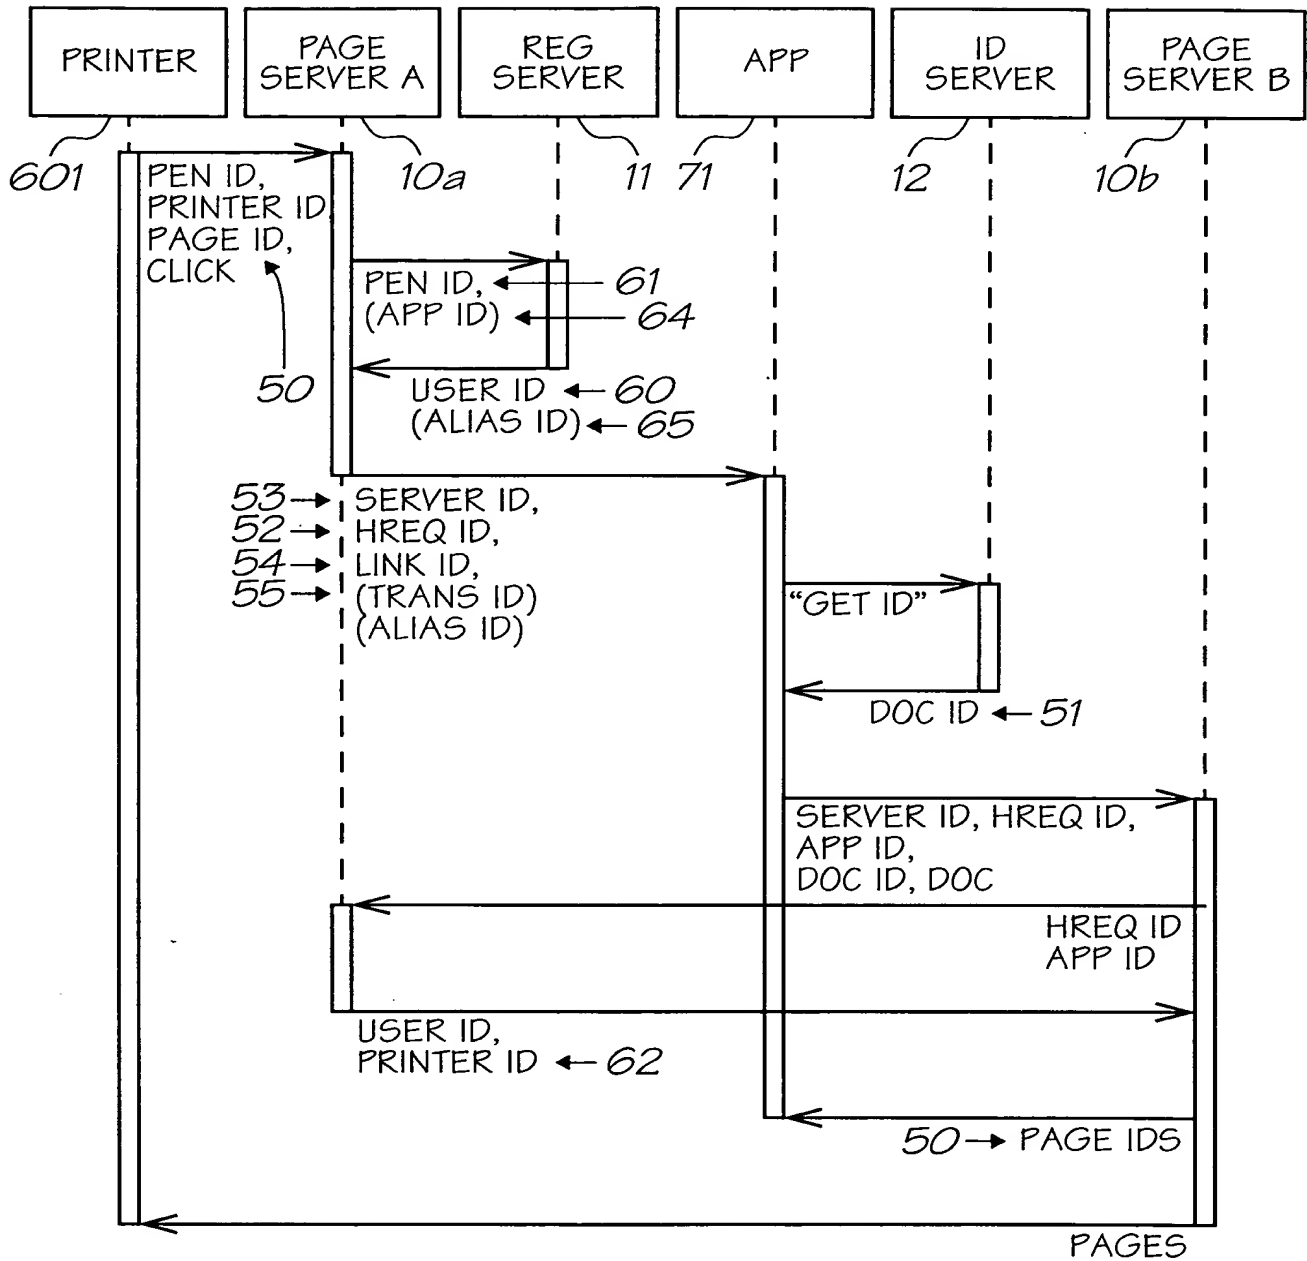 PRINTER
PAGE
SERVER A
REG
SERVER
APP
ID
SERVER
PAGE
SERVER B
601
10a
11
71
12
10b
PEN ID,
PRINTER ID
PAGE ID,
CLICK
50
PEN ID,
61
(APP ID)
64
USER ID
60
(ALIAS ID)
65
53
SERVER ID,
52
HREQ ID,
54
LINK ID,
55
(TRANS ID)
(ALIAS ID)
“GET ID”
DOC ID
51
SERVER ID, HREQ ID,
APP ID,
DOC ID, DOC
HREQ ID
APP ID
USER ID,
PRINTER ID
62
50
PAGE IDS
PAGES